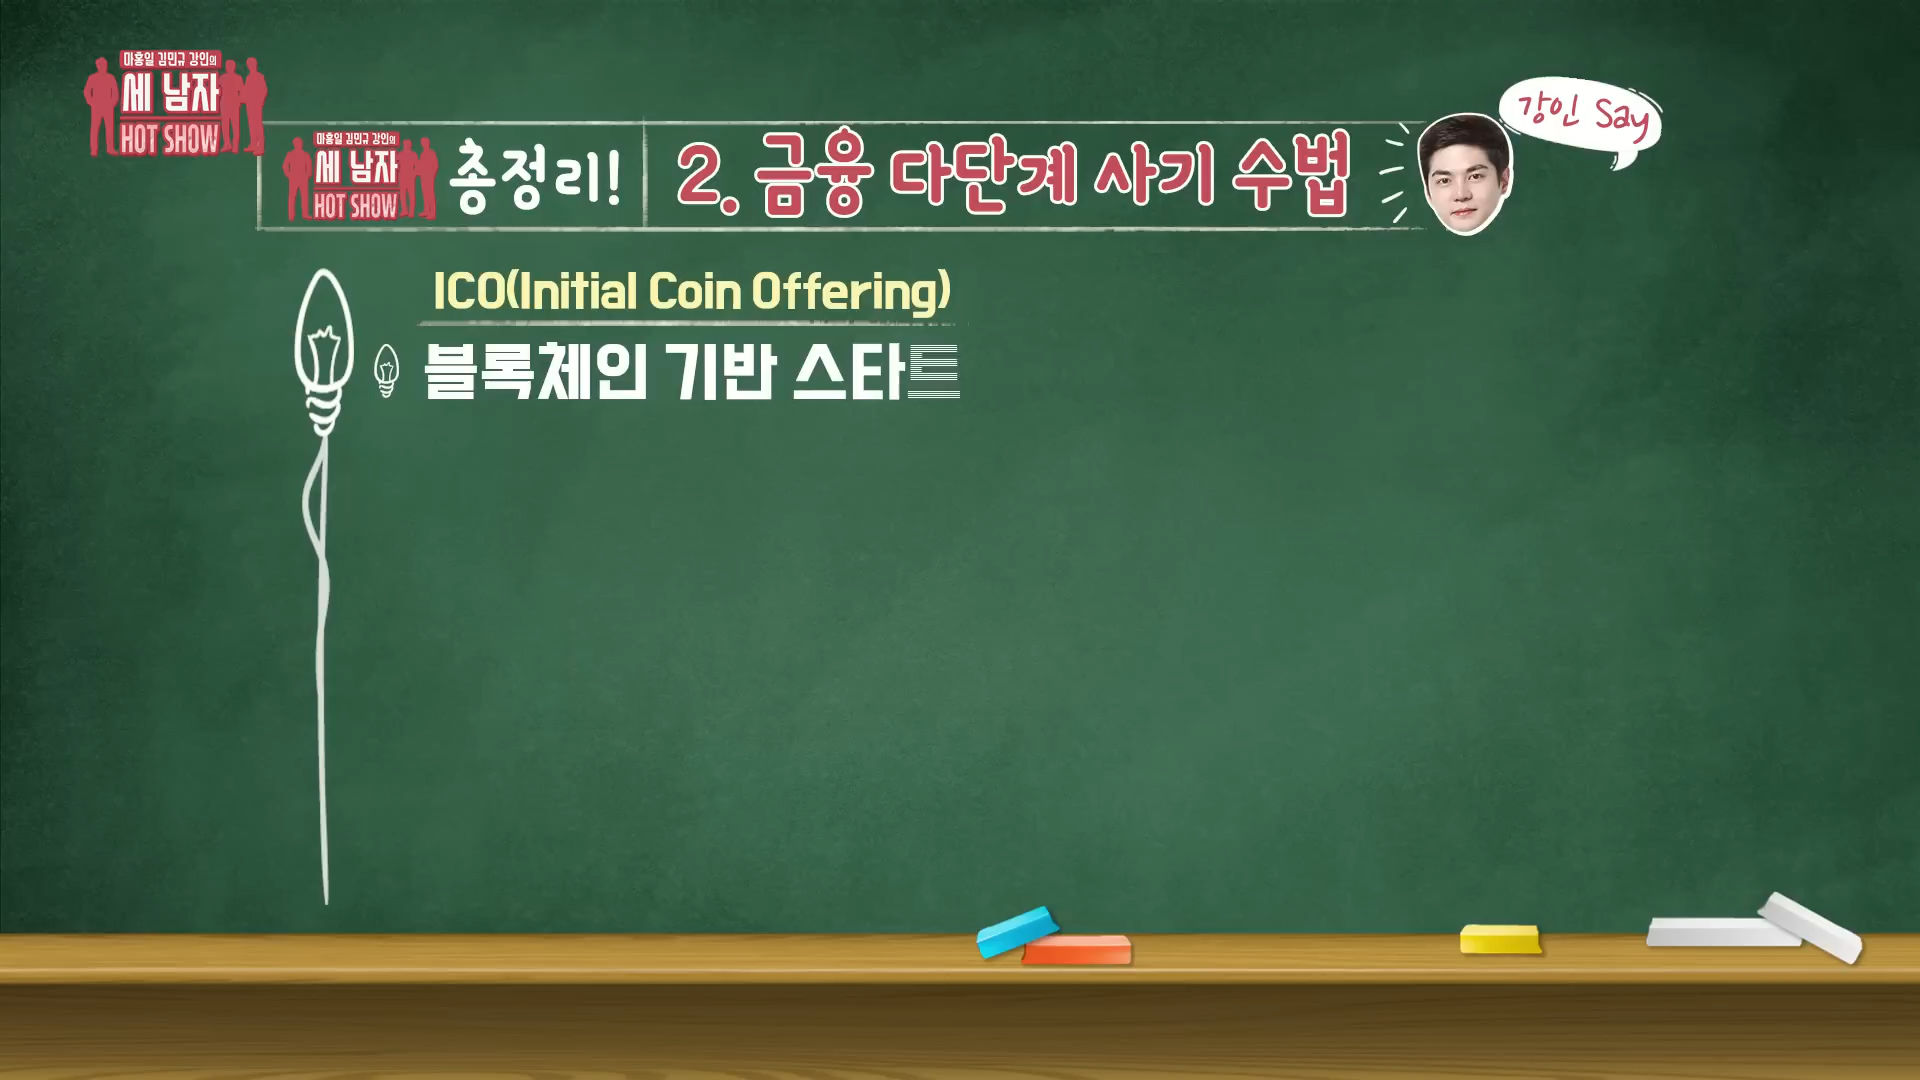 마홍일 김민규 강인의
세 남자
HOT SHOW
마홍일 김민규 강인의
세 남자
HOT SHOW
총정리!
2. 금융 다단계 사기 수법
강인 Say
ICO(Initial Coin Offering)
블록체인 기반 스타트